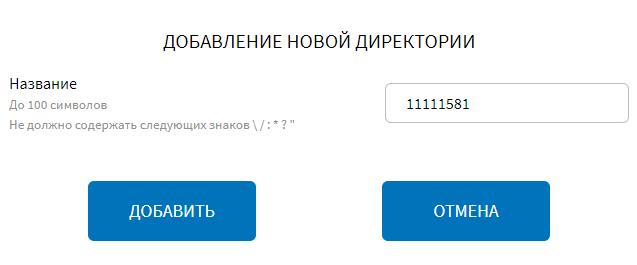 ДОБАВЛЕНИЕ НОВОЙ ДИРЕКТОРИИ
Название
До 100 символов
Не должно содержать следующих знаков \ / : * ? "
11111581
ДОБАВИТЬ
ОТМЕНА